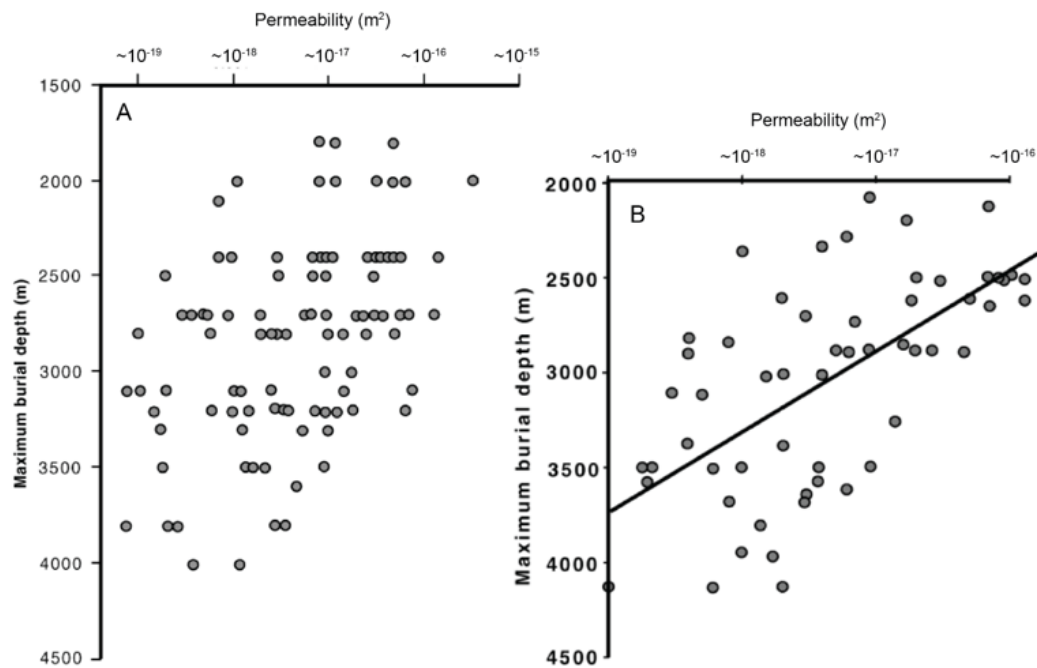 Permeability (m²)
~10⁻¹⁹ ~10⁻¹⁸ ~10⁻¹⁷ ~10⁻¹⁶ ~10⁻¹⁵
A
Maximum burial depth (m)
1500
2000
2500
3000
3500
4000
4500
Permeability (m²)
~10⁻¹⁹ ~10⁻¹⁸ ~10⁻¹⁷ ~10⁻¹⁶
B
Maximum burial depth (m)
2000
2500
3000
3500
4000
4500